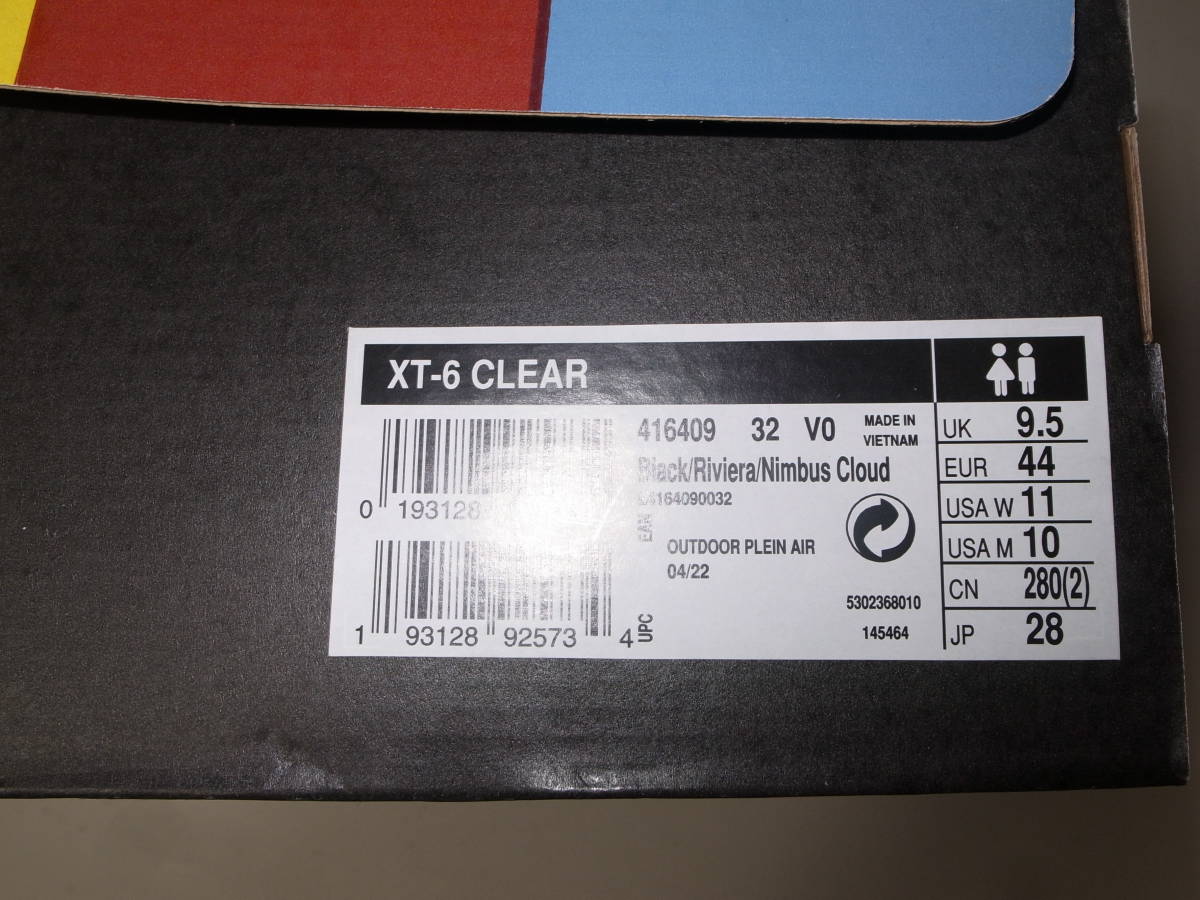 XT-6 CLEAR
416409 32 V0
MADE IN
VIETNAM
Black/Riviera/Nimbus Cloud
0 193128
EAN
OUTDOOR PLEIN AIR
04/22
5302368010
145464
1 93128 92573 4
UPC
UK 9.5
EUR 44
USA W 11
USA M 10
CN 280(2)
JP 28